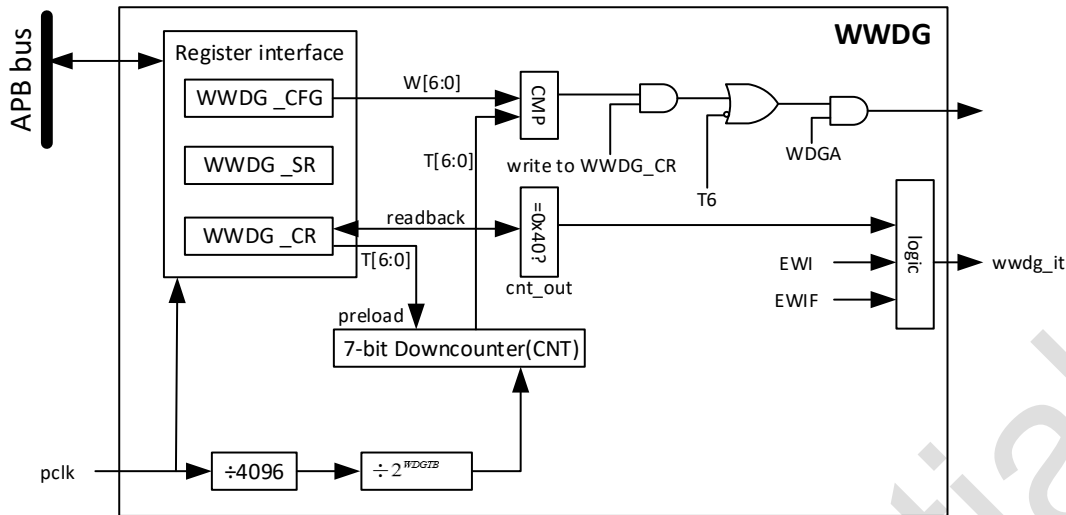 WWDG
APB bus
Register interface
WWDG _CFG
W[6:0]
CMP
WWDG _SR
T[6:0]
write to WWDG_CR
WDGA
T6
WWDG _CR
readback
=0x40?
T[6:0]
cnt_out
logic
EWI
wwdg_it
EWIF
preload
7-bit Downcounter(CNT)
pclk
÷4096
÷2^WDGTB